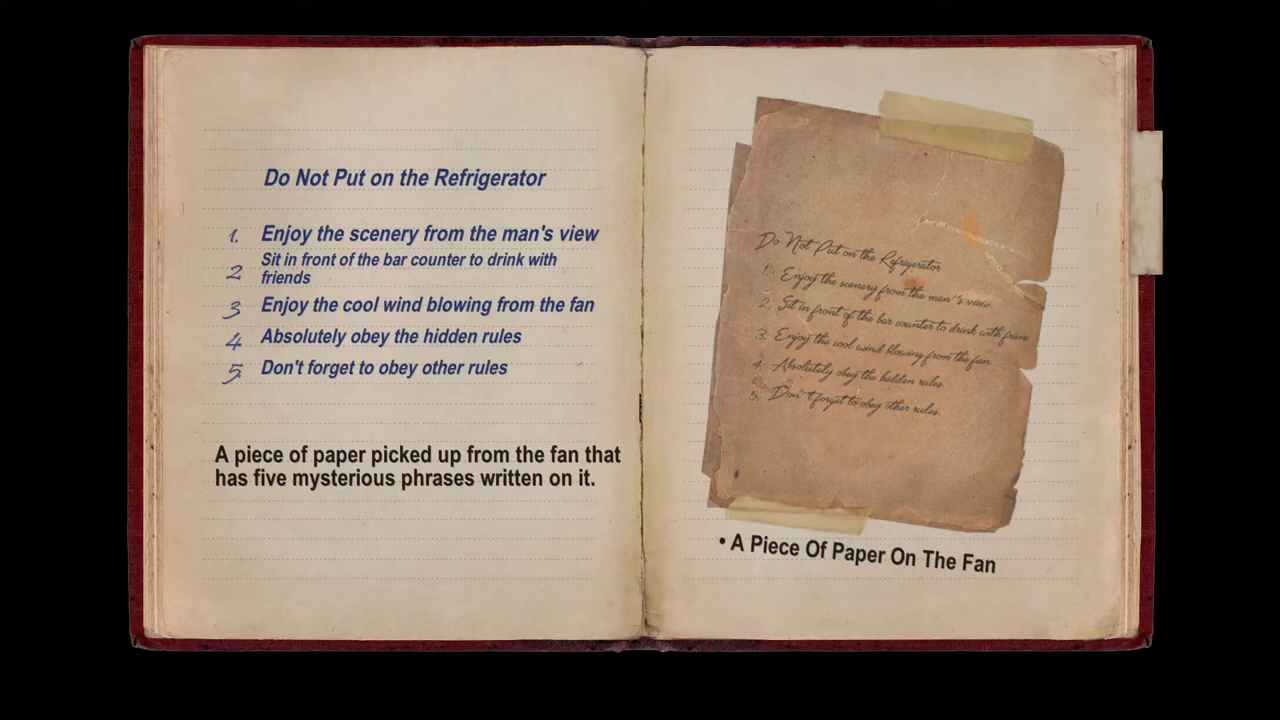 Do Not Put on the Refrigerator
1. Enjoy the scenery from the man's view
2 Sit in front of the bar counter to drink with
friends
3 Enjoy the cool wind blowing from the fan
4 Absolutely obey the hidden rules
5. Don't forget to obey other rules
A piece of paper picked up from the fan that
has five mysterious phrases written on it.
Do Not Put on the Refrigerator
1. Enjoy the scenery from the man's view.
2. Sit in front of the bar counter to drink with
3. Enjoy the cool wind blowing from the fan.
4. Absolutely obey the hidden rules.
5. Don't forget to obey other rules.
• A Piece Of Paper On The Fan